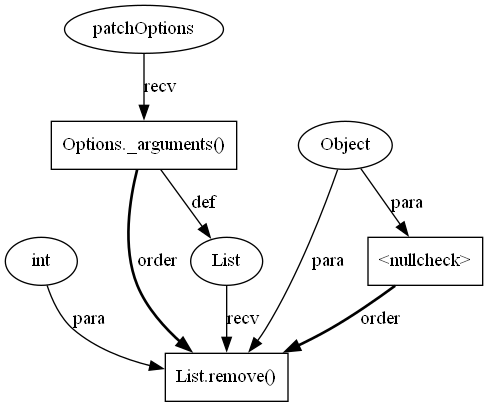 patchOptions
recv
Options._arguments()
Object
def
para
int
order
List
para
<nullcheck>
para
recv
order
List.remove()